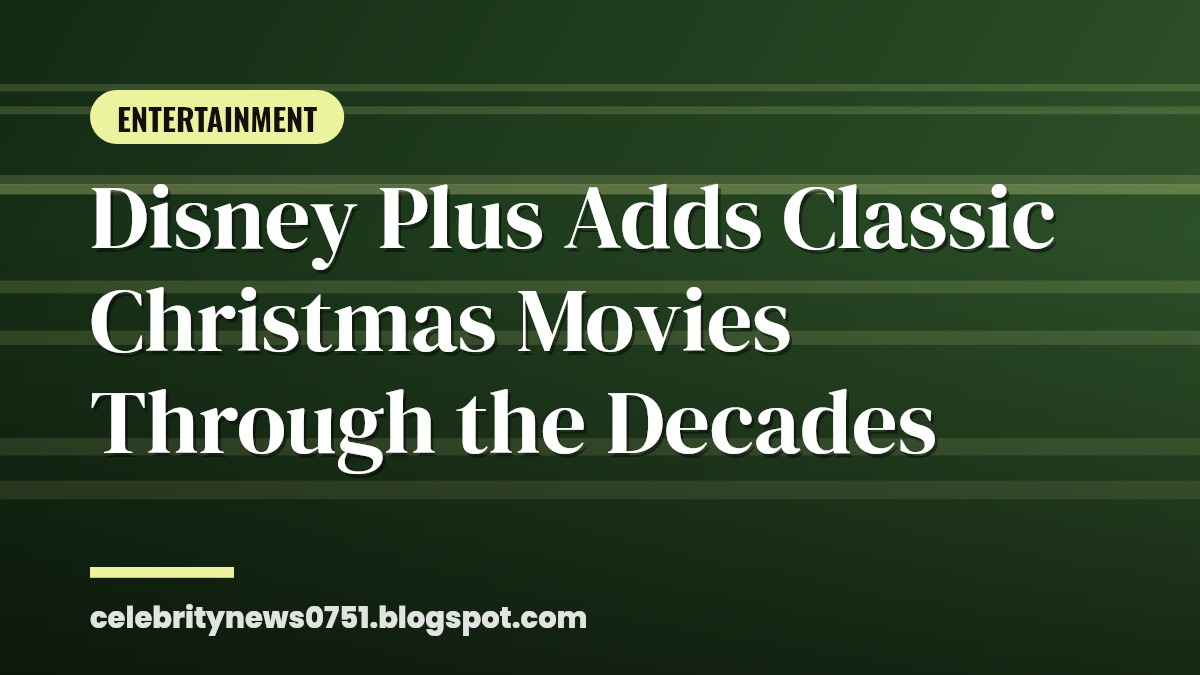 ENTERTAINMENT
Disney Plus Adds Classic
Christmas Movies
Through the Decades
celebritynews0751.blogspot.com